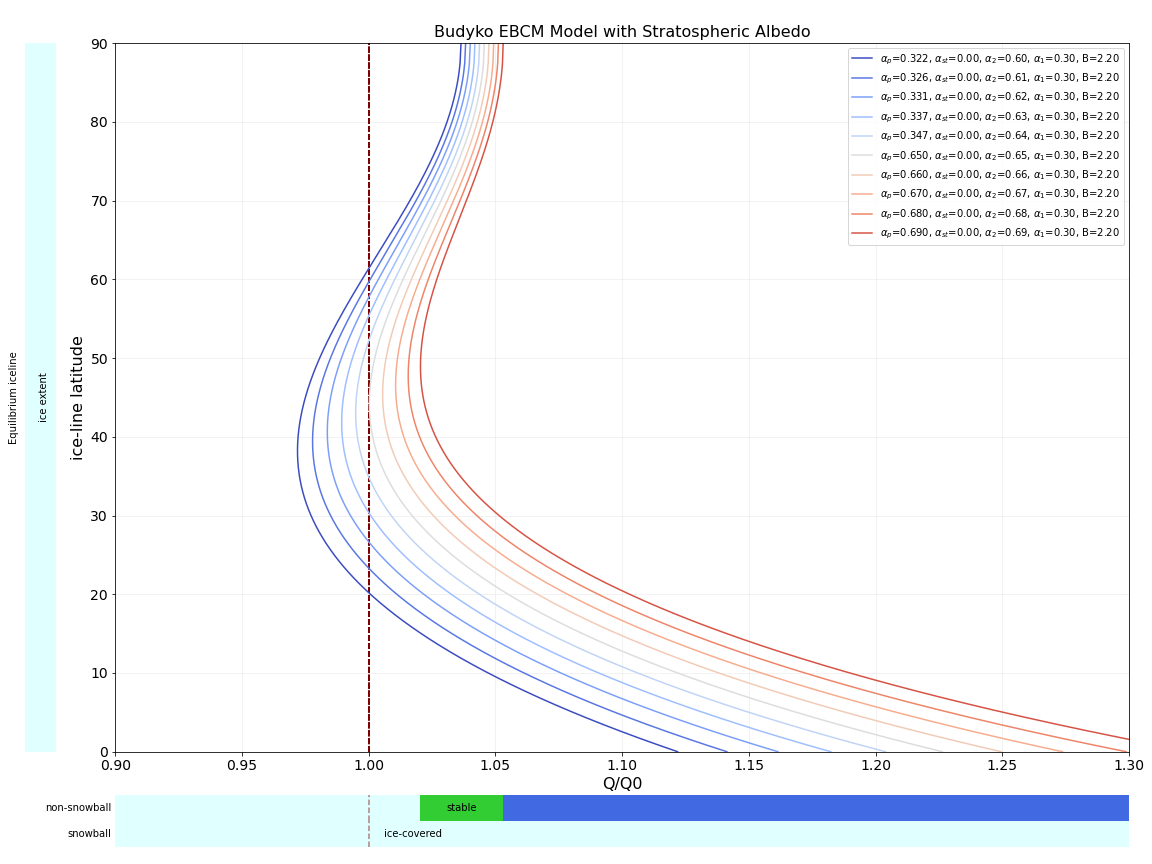 Budyko EBCM Model with Stratospheric Albedo
90
80
70
60
50
40
30
20
10
0
ice-line latitude
Equilibrium iceline
ice extent
αp=0.322, αst=0.00, α2=0.60, α1=0.30, B=2.20
αp=0.326, αst=0.00, α2=0.61, α1=0.30, B=2.20
αp=0.331, αst=0.00, α2=0.62, α1=0.30, B=2.20
αp=0.337, αst=0.00, α2=0.63, α1=0.30, B=2.20
αp=0.347, αst=0.00, α2=0.64, α1=0.30, B=2.20
αp=0.650, αst=0.00, α2=0.65, α1=0.30, B=2.20
αp=0.660, αst=0.00, α2=0.66, α1=0.30, B=2.20
αp=0.670, αst=0.00, α2=0.67, α1=0.30, B=2.20
αp=0.680, αst=0.00, α2=0.68, α1=0.30, B=2.20
αp=0.690, αst=0.00, α2=0.69, α1=0.30, B=2.20
0.90 0.95 1.00 1.05 1.10 1.15 1.20 1.25 1.30
Q/Q0
non-snowball stable
snowball ice-covered